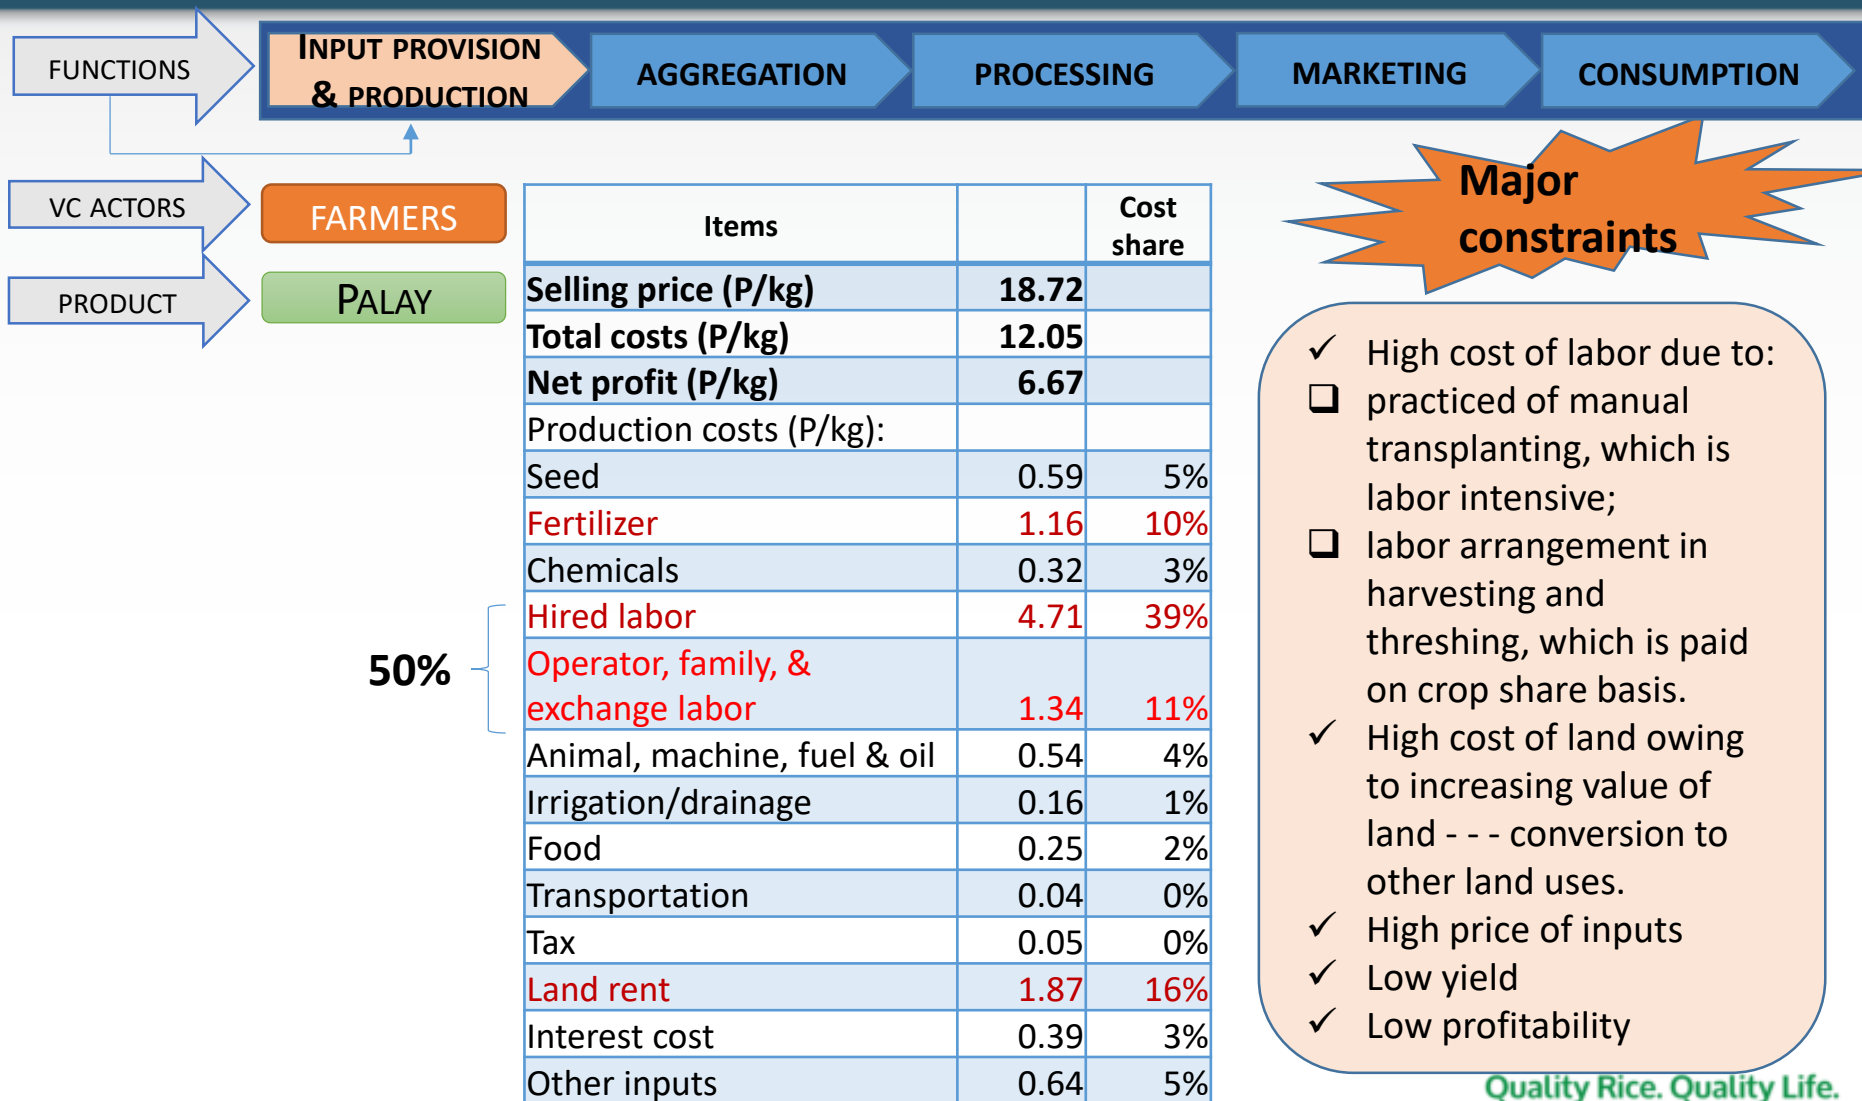 FUNCTIONS
INPUT PROVISION
& PRODUCTION
AGGREGATION
PROCESSING
MARKETING
CONSUMPTION
VC ACTORS
FARMERS
PRODUCT
PALAY
Items Cost share
Selling price (P/kg) 18.72
Total costs (P/kg) 12.05
Net profit (P/kg) 6.67
Production costs (P/kg):
Seed 0.59 5%
Fertilizer 1.16 10%
Chemicals 0.32 3%
Hired labor 4.71 39%
Operator, family, &
exchange labor 1.34 11%
Animal, machine, fuel & oil 0.54 4%
Irrigation/drainage 0.16 1%
Food 0.25 2%
Transportation 0.04 0%
Tax 0.05 0%
Land rent 1.87 16%
Interest cost 0.39 3%
Other inputs 0.64 5%
50%
Major
constraints
✓ High cost of labor due to:
❑ practiced of manual
transplanting, which is
labor intensive;
❑ labor arrangement in
harvesting and
threshing, which is paid
on crop share basis.
✓ High cost of land owing
to increasing value of
land - - - conversion to
other land uses.
✓ High price of inputs
✓ Low yield
✓ Low profitability
Quality Rice. Quality Life.